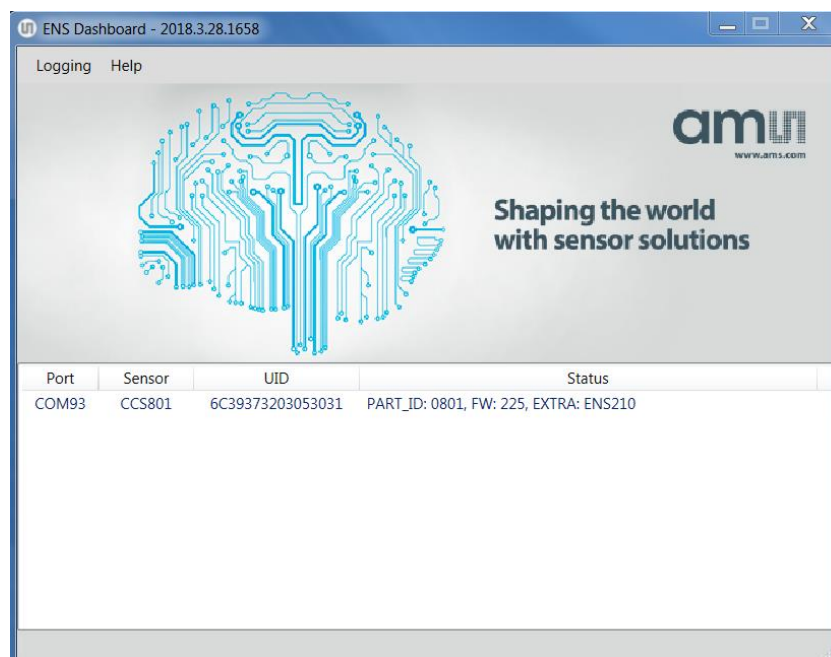 ENS Dashboard - 2018.3.28.1658
Logging Help
amu
www.ams.com
Shaping the world
with sensor solutions
Port Sensor UID Status
COM93 CCS801 6C39373203053031 PART_ID: 0801, FW: 225, EXTRA: ENS210